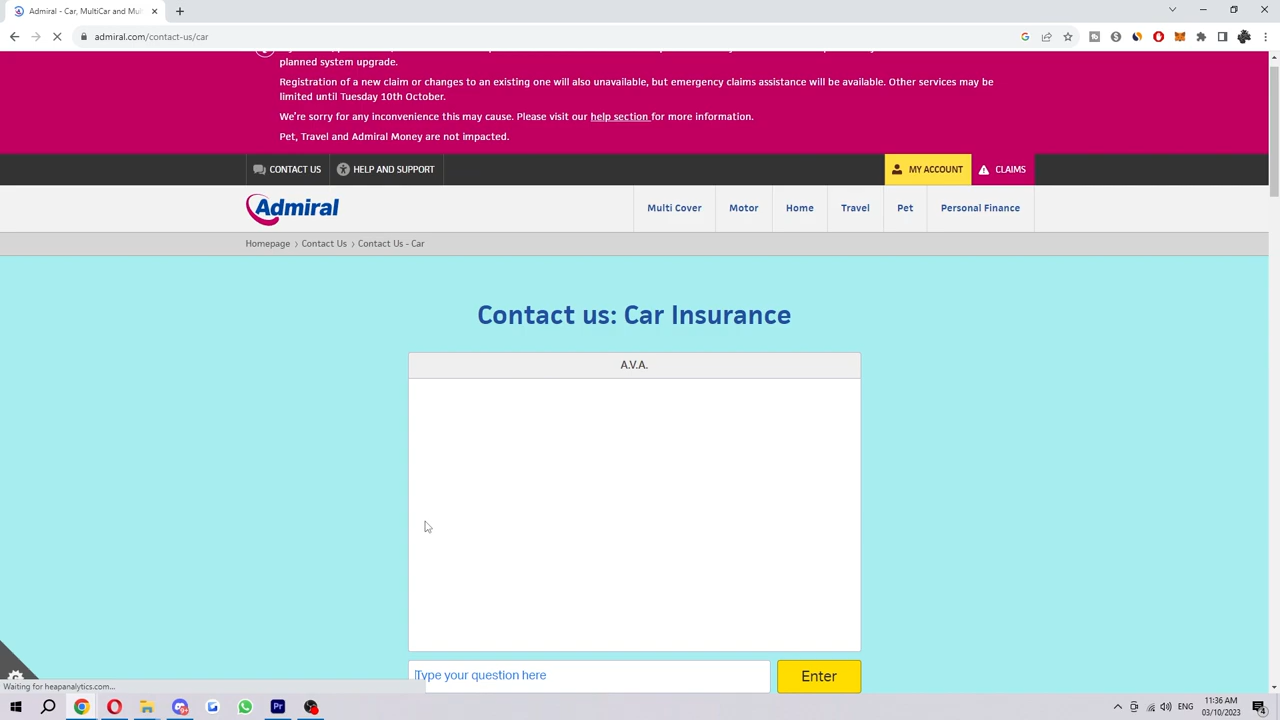 Admiral - Car, MultiCar and Mul
admiral.com/contact-us/car
planned system upgrade.
Registration of a new claim or changes to an existing one will also unavailable, but emergency claims assistance will be available. Other services may be
limited until Tuesday 10th October.
We're sorry for any inconvenience this may cause. Please visit our help section for more information.
Pet, Travel and Admiral Money are not impacted.
CONTACT US
HELP AND SUPPORT
MY ACCOUNT
CLAIMS
Admiral
Multi Cover
Motor
Home
Travel
Pet
Personal Finance
Homepage › Contact Us › Contact Us - Car
Contact us: Car Insurance
A.V.A.
Type your question here
Enter
Waiting for heapanalytics.com...
ENG
11:36 AM
03/10/2023